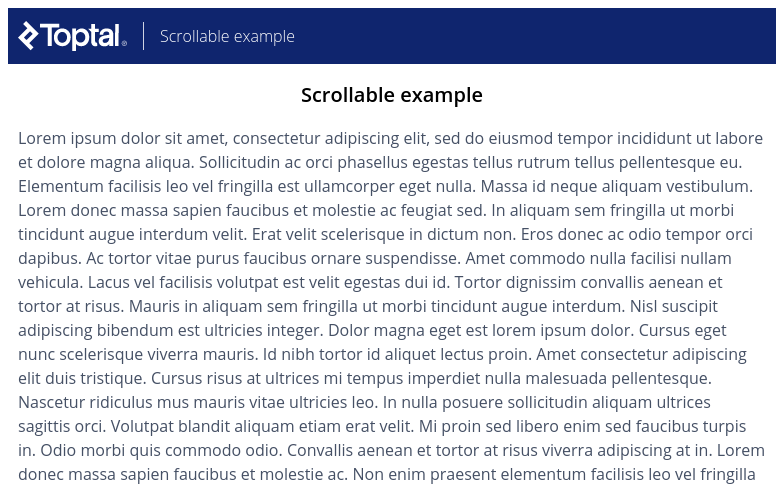 Toptal® Scrollable example
Scrollable example
Lorem ipsum dolor sit amet, consectetur adipiscing elit, sed do eiusmod tempor incididunt ut labore
et dolore magna aliqua. Sollicitudin ac orci phasellus egestas tellus rutrum tellus pellentesque eu.
Elementum facilisis leo vel fringilla est ullamcorper eget nulla. Massa id neque aliquam vestibulum.
Lorem donec massa sapien faucibus et molestie ac feugiat sed. In aliquam sem fringilla ut morbi
tincidunt augue interdum velit. Erat velit scelerisque in dictum non. Eros donec ac odio tempor orci
dapibus. Ac tortor vitae purus faucibus ornare suspendisse. Amet commodo nulla facilisi nullam
vehicula. Lacus vel facilisis volutpat est velit egestas dui id. Tortor dignissim convallis aenean et
tortor at risus. Mauris in aliquam sem fringilla ut morbi tincidunt augue interdum. Nisl suscipit
adipiscing bibendum est ultricies integer. Dolor magna eget est lorem ipsum dolor. Cursus eget
nunc scelerisque viverra mauris. Id nibh tortor id aliquet lectus proin. Amet consectetur adipiscing
elit duis tristique. Cursus risus at ultrices mi tempus imperdiet nulla malesuada pellentesque.
Nascetur ridiculus mus mauris vitae ultricies leo. In nulla posuere sollicitudin aliquam ultrices
sagittis orci. Volutpat blandit aliquam etiam erat velit. Mi proin sed libero enim sed faucibus turpis
in. Odio morbi quis commodo odio. Convallis aenean et tortor at risus viverra adipiscing at in. Lorem
donec massa sapien faucibus et molestie ac. Non enim praesent elementum facilisis leo vel fringilla